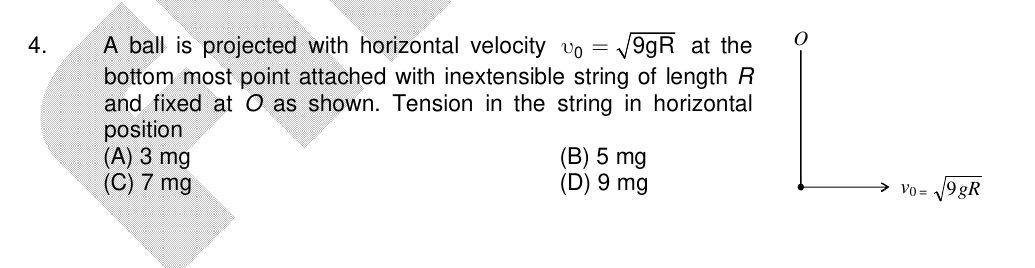 4. A ball is projected with horizontal velocity υ₀ = √9gR at the
bottom most point attached with inextensible string of length R
and fixed at O as shown. Tension in the string in horizontal
position
(A) 3 mg (B) 5 mg
(C) 7 mg (D) 9 mg
O
v₀ = √9gR